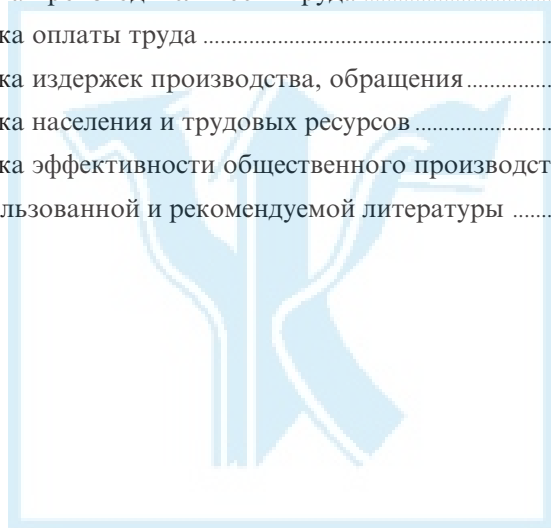 ка оплаты труда ....................................................
ка издержек производства, обращения ..............
ка населения и трудовых ресурсов ......................
ка эффективности общественного производст
льзованной и рекомендуемой литературы ......